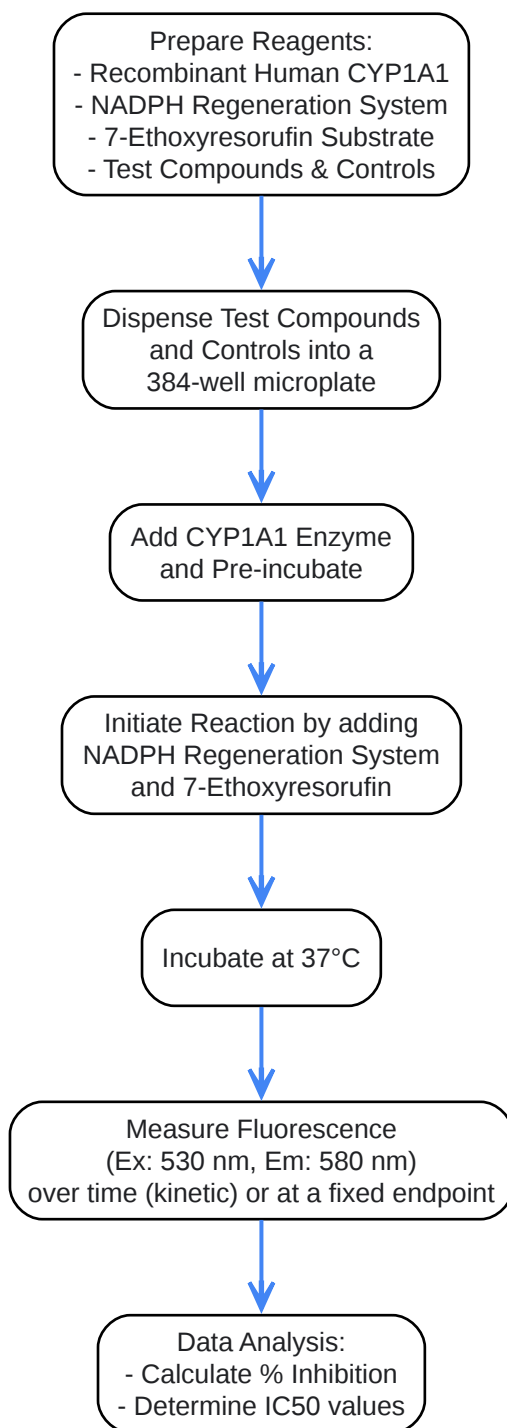 Prepare Reagents:
- Recombinant Human CYP1A1
- NADPH Regeneration System
- 7-Ethoxyresorufin Substrate
- Test Compounds & Controls
Dispense Test Compounds
and Controls into a
384-well microplate
Add CYP1A1 Enzyme
and Pre-incubate
Initiate Reaction by adding
NADPH Regeneration System
and 7-Ethoxyresorufin
Incubate at 37°C
Measure Fluorescence
(Ex: 530 nm, Em: 580 nm)
over time (kinetic) or at a fixed endpoint
Data Analysis:
- Calculate % Inhibition
- Determine IC50 values